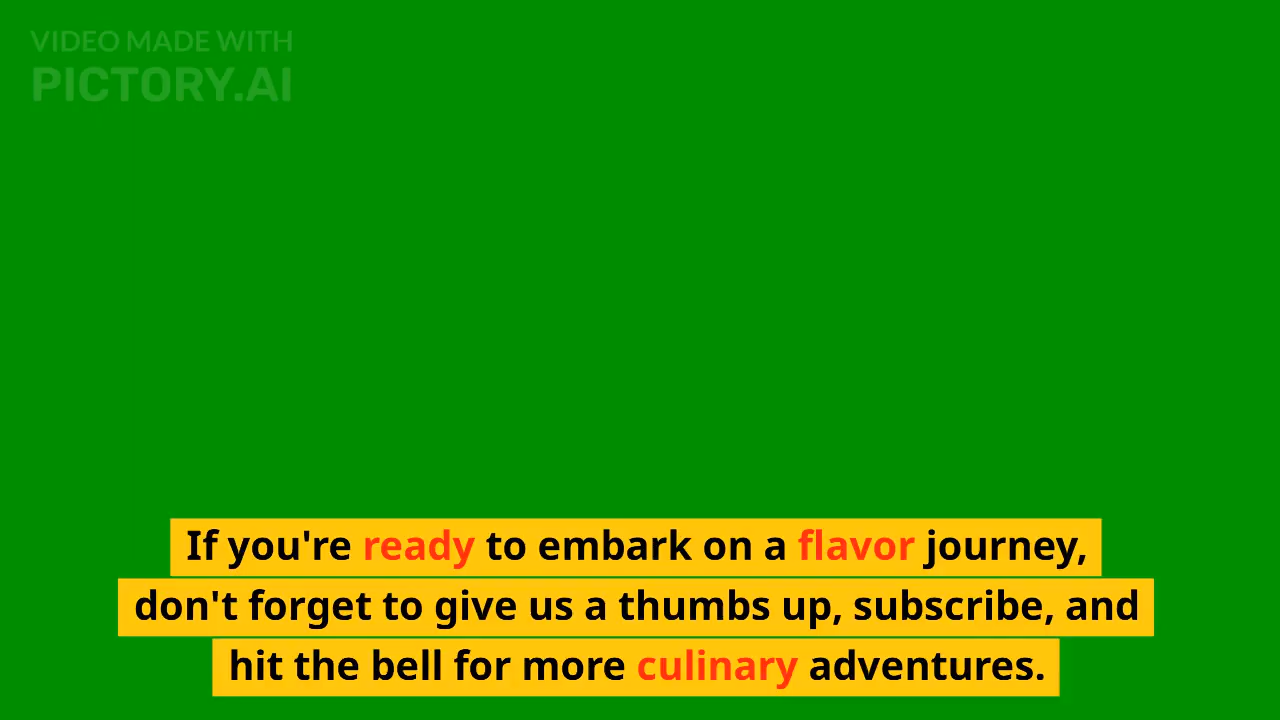 VIDEO MADE WITH
PICTORY.AI
If you're ready to embark on a flavor journey,
don't forget to give us a thumbs up, subscribe, and
hit the bell for more culinary adventures.